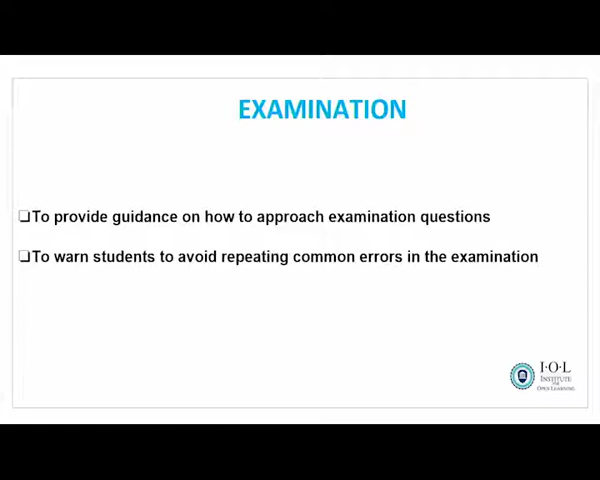 EXAMINATION
❑To provide guidance on how to approach examination questions
❑To warn students to avoid repeating common errors in the examination
I·O·L
INSTITUTE
FOR
OPEN LEARNING